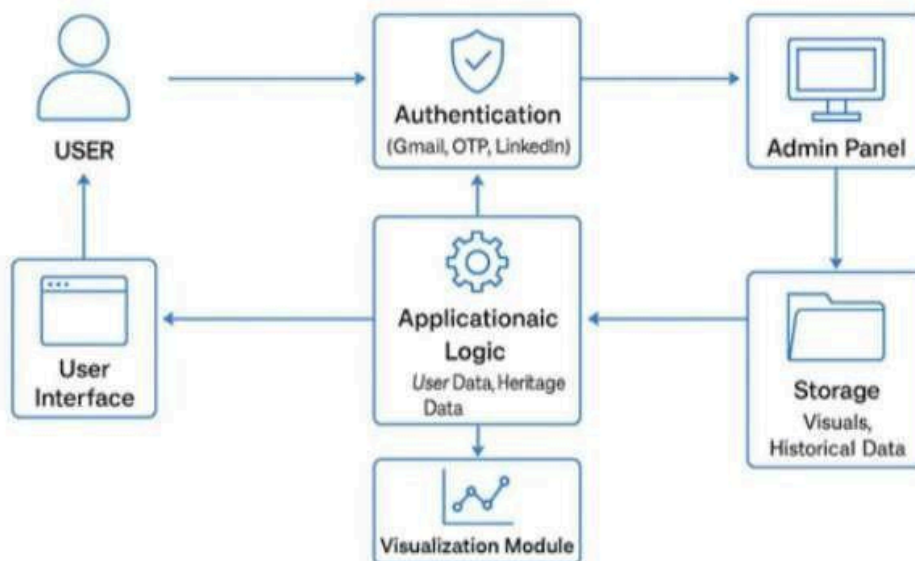 USER
Authentication
(Gmail, OTP, LinkedIn)
Admin Panel
User
Interface
Applicationaic
Logic
User Data, Heritage
Data
Storage
Visuals,
Historical Data
Visualization Module